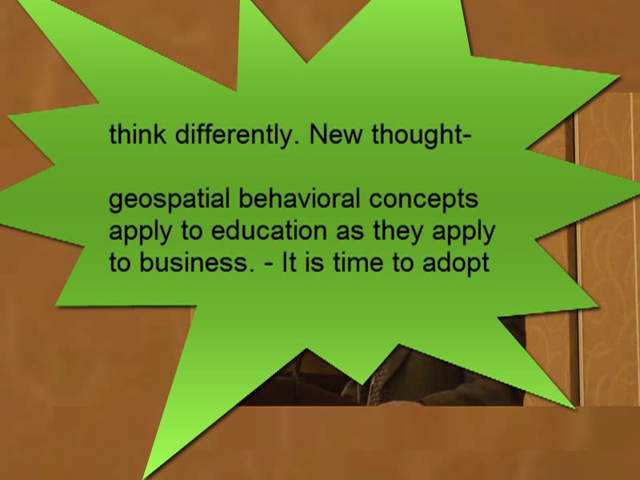 think differently. New thought-
geospatial behavioral concepts
apply to education as they apply
to business. - It is time to adopt